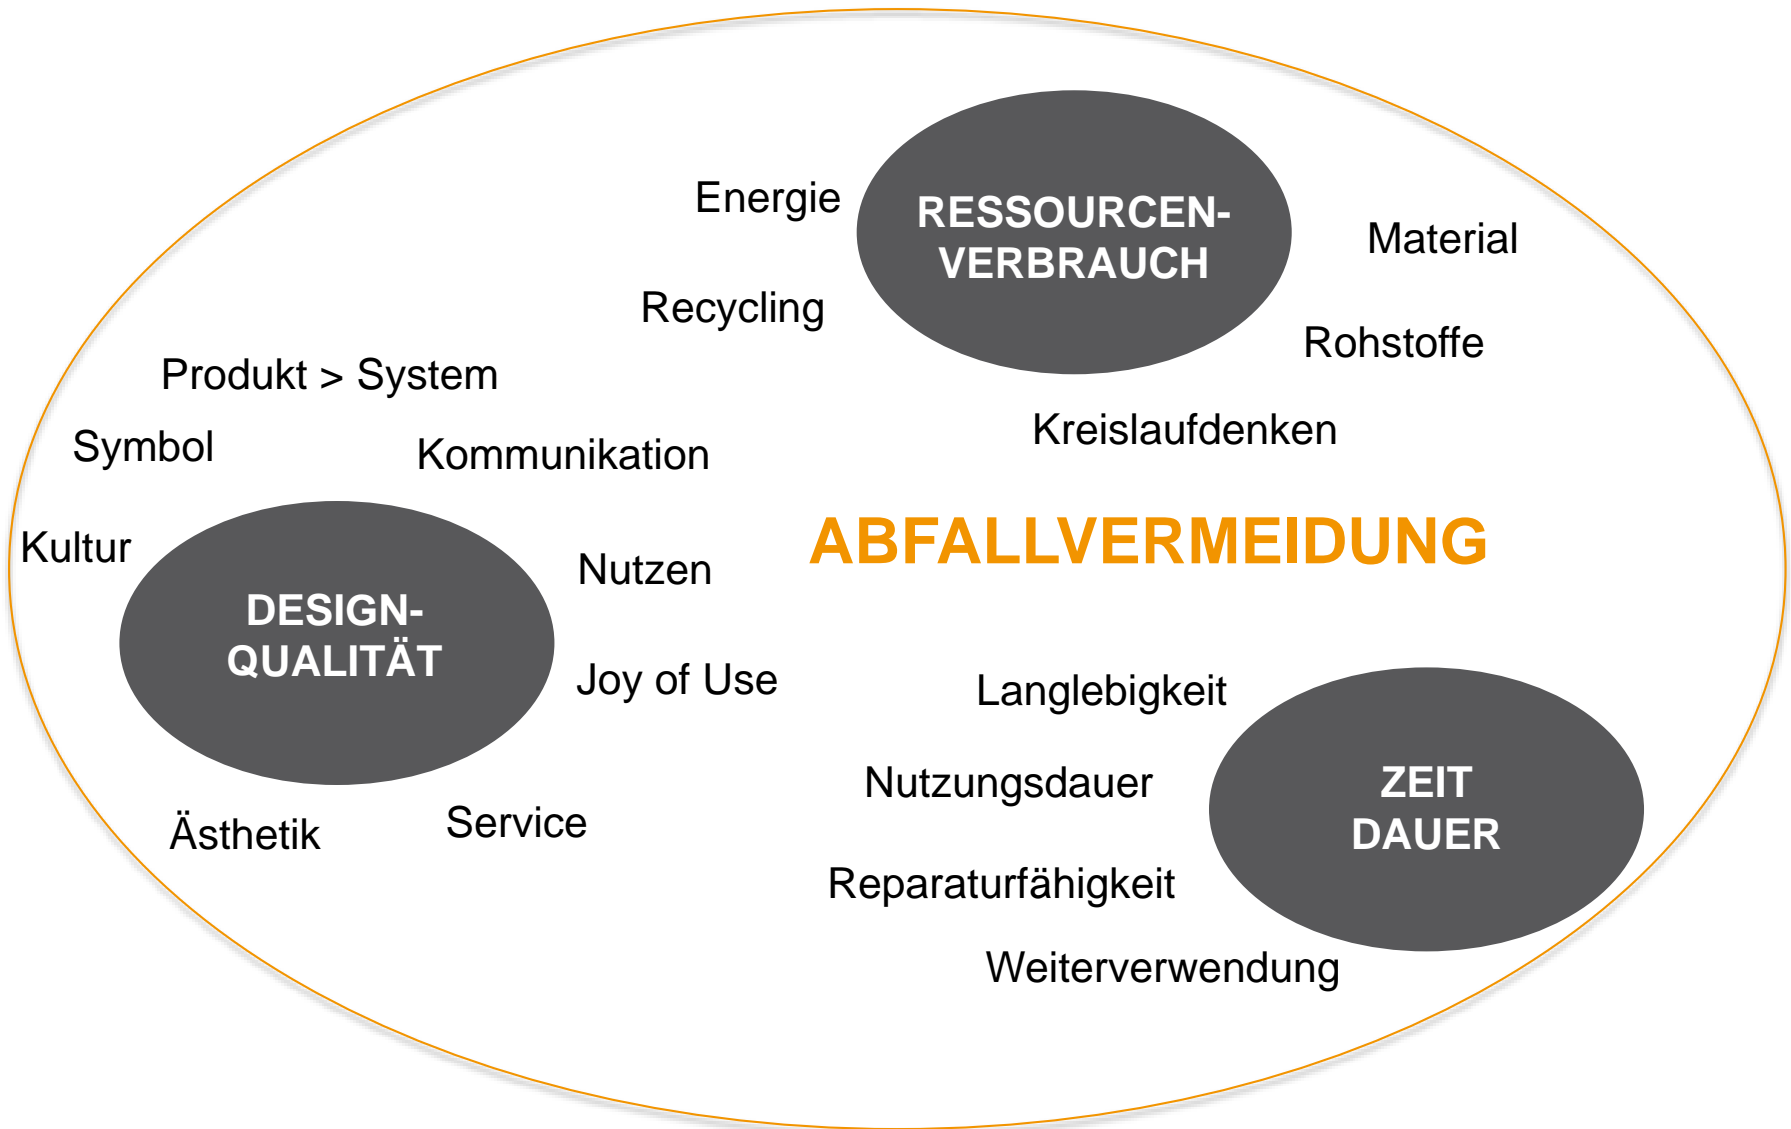 Energie
RESSOURCEN-
VERBRAUCH
Material
Recycling
Rohstoffe
Kreislaufdenken
Produkt > System
Symbol
Kommunikation
Kultur
Nutzen
DESIGN-
QUALITÄT
Joy of Use
Ästhetik
Service
ABFALLVERMEIDUNG
Langlebigkeit
Nutzungsdauer
ZEIT
DAUER
Reparaturfähigkeit
Weiterverwendung